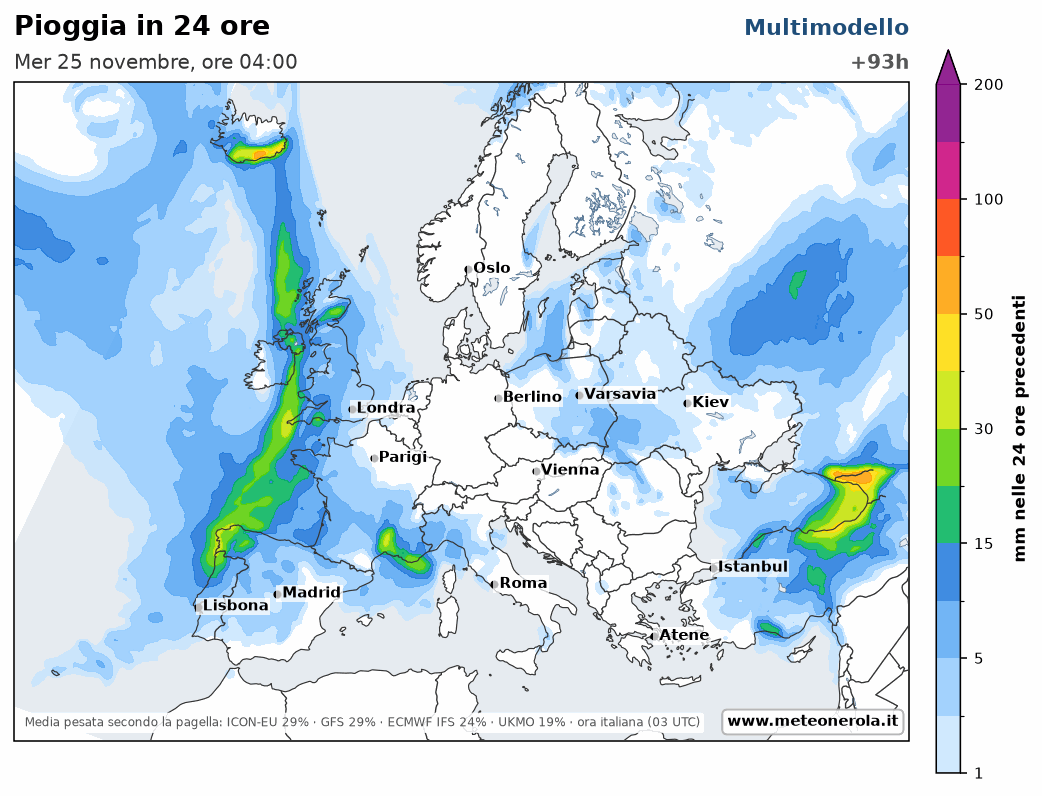 Pioggia in 24 ore
Multimodello
Mer 25 novembre, ore 04:00
+93h
200
100
50
30
15
5
1
mm nelle 24 ore precedenti
Oslo
Londra
Berlino
Varsavia
Kiev
Parigi
Vienna
Istanbul
Roma
Madrid
Lisbona
Atene
Media pesata secondo la pagella: ICON-EU 29% · GFS 29% · ECMWF IFS 24% · UKMO 19% · ora italiana (03 UTC)
www.meteonerola.it